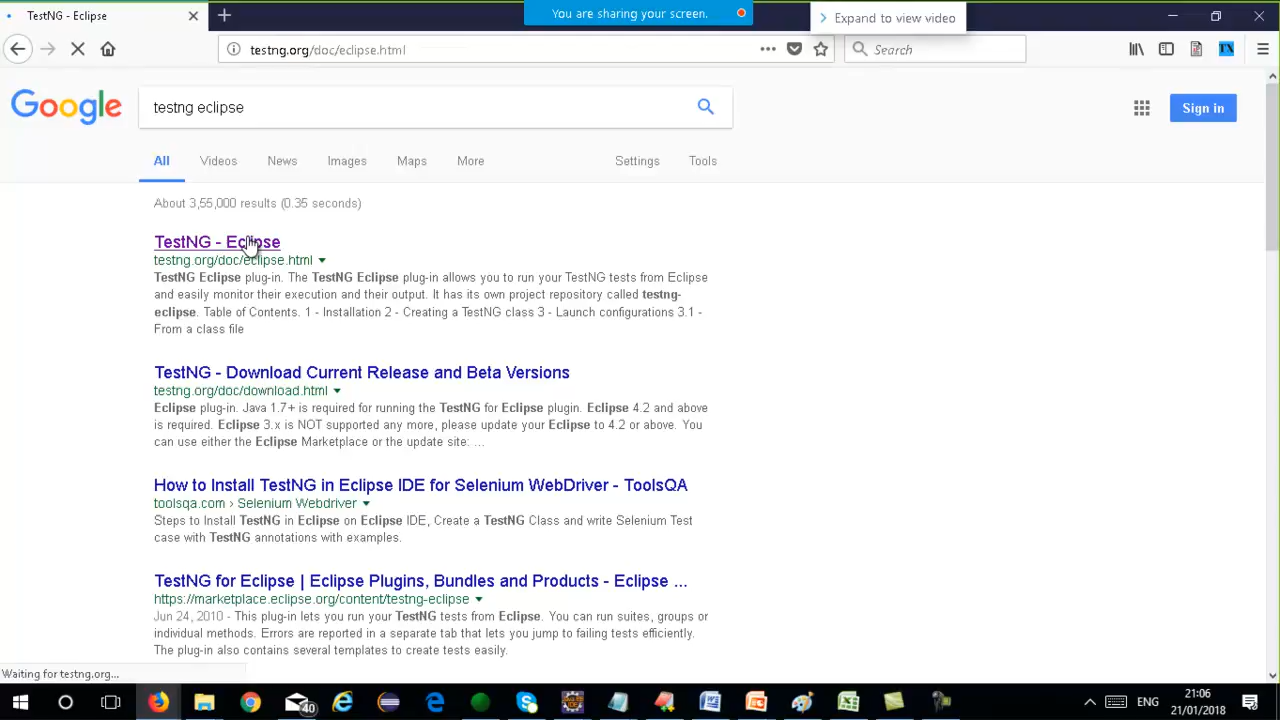 TestNG - Eclipse
You are sharing your screen.
Expand to view video
testng.org/doc/eclipse.html
Search
Google
testng eclipse
Sign in
All Videos News Images Maps More Settings Tools
About 3,55,000 results (0.35 seconds)
TestNG - Eclipse
testng.org/doc/eclipse.html
TestNG Eclipse plug-in. The TestNG Eclipse plug-in allows you to run your TestNG tests from Eclipse
and easily monitor their execution and their output. It has its own project repository called testng-
eclipse. Table of Contents. 1 - Installation 2 - Creating a TestNG class 3 - Launch configurations 3.1 -
From a class file
TestNG - Download Current Release and Beta Versions
testng.org/doc/download.html
Eclipse plug-in. Java 1.7+ is required for running the TestNG for Eclipse plugin. Eclipse 4.2 and above
is required. Eclipse 3.x is NOT supported any more, please update your Eclipse to 4.2 or above. You
can use either the Eclipse Marketplace or the update site: ...
How to Install TestNG in Eclipse IDE for Selenium WebDriver - ToolsQA
toolsqa.com › Selenium Webdriver
Steps to Install TestNG in Eclipse on Eclipse IDE, Create a TestNG Class and write Selenium Test
case with TestNG annotations with examples.
TestNG for Eclipse | Eclipse Plugins, Bundles and Products - Eclipse ...
https://marketplace.eclipse.org/content/testng-eclipse
Jun 24, 2010 - This plug-in lets you run your TestNG tests from Eclipse. You can run suites, groups or
individual methods. Errors are reported in a separate tab that lets you jump to failing tests efficiently.
The plug-in also contains several templates to create tests easily.
Waiting for testng.org...
40
ENG
21:06
21/01/2018